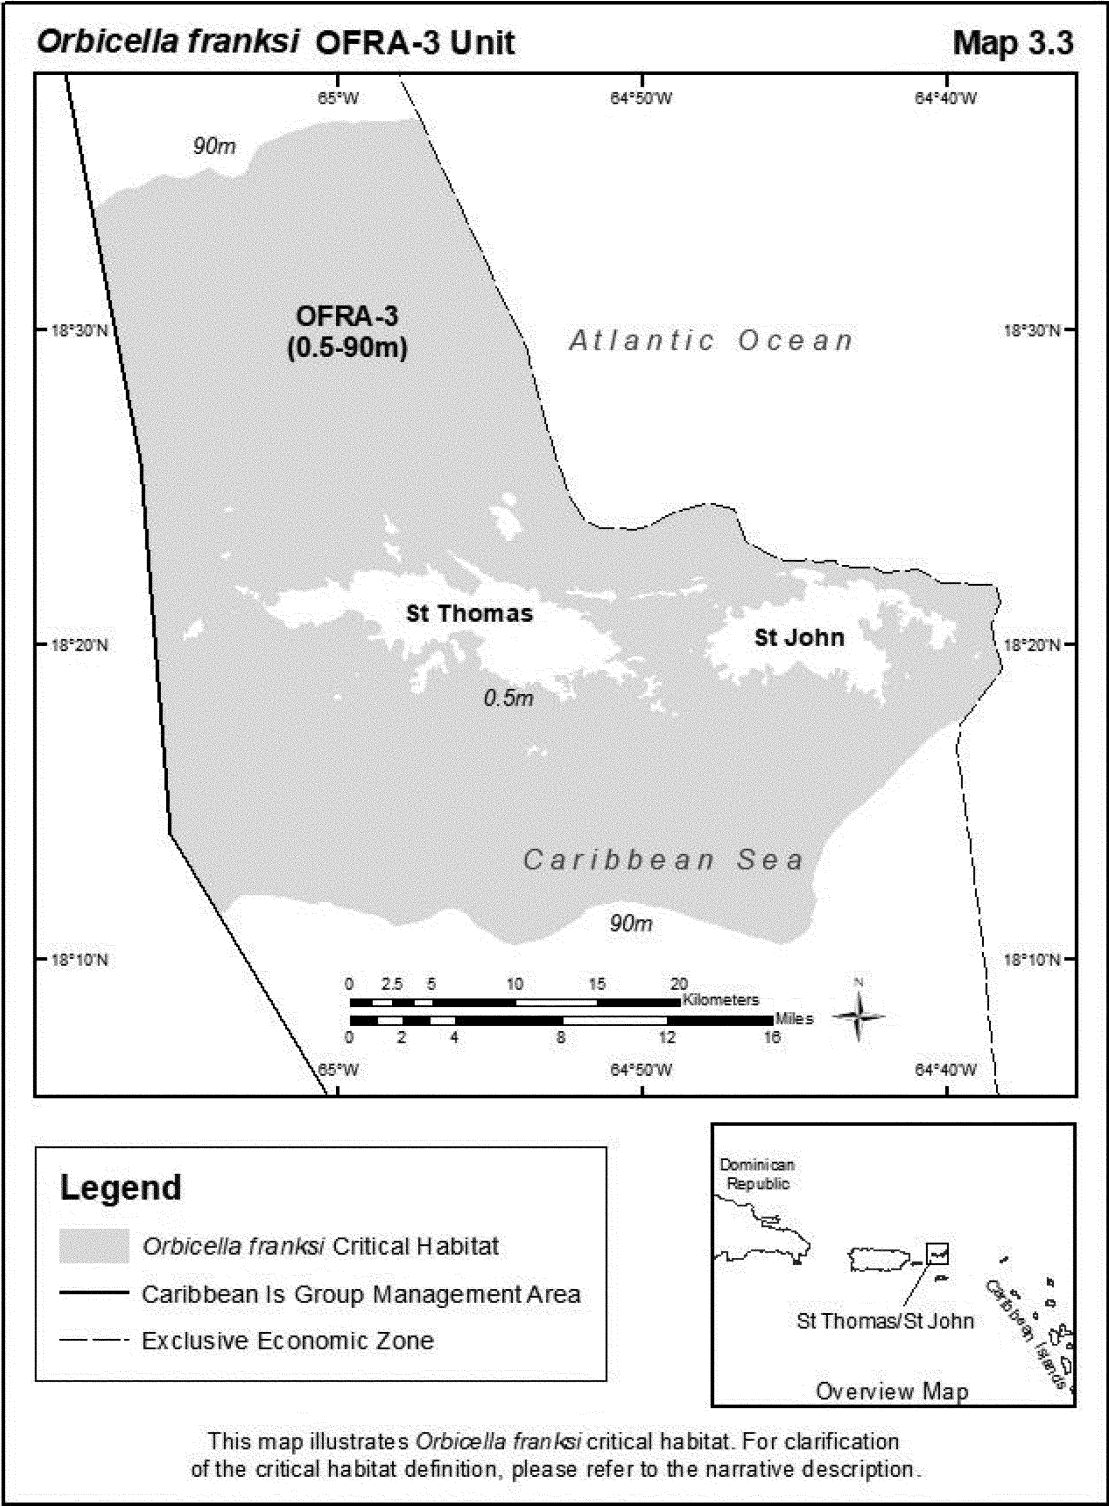 Orbicella franksi OFRA-3 Unit
Map 3.3
65°W
64°50'W
64°40'W
90m
OFRA-3
(0.5-90m)
18°30'N
18°30'N
Atlantic Ocean
St Thomas
St John
18°20'N
18°20'N
0.5m
Caribbean Sea
90m
18°10'N
18°10'N
0 2.5 5 10 15 20
Kilometers
Miles
0 2 4 8 12 16
N
65°W
64°50'W
64°40'W
Legend
Orbicella franksi Critical Habitat
Caribbean Is Group Management Area
Exclusive Economic Zone
Dominican
Republic
St Thomas/St John
Caribbean Islands
Overview Map
This map illustrates Orbicella franksi critical habitat. For clarification
of the critical habitat definition, please refer to the narrative description.